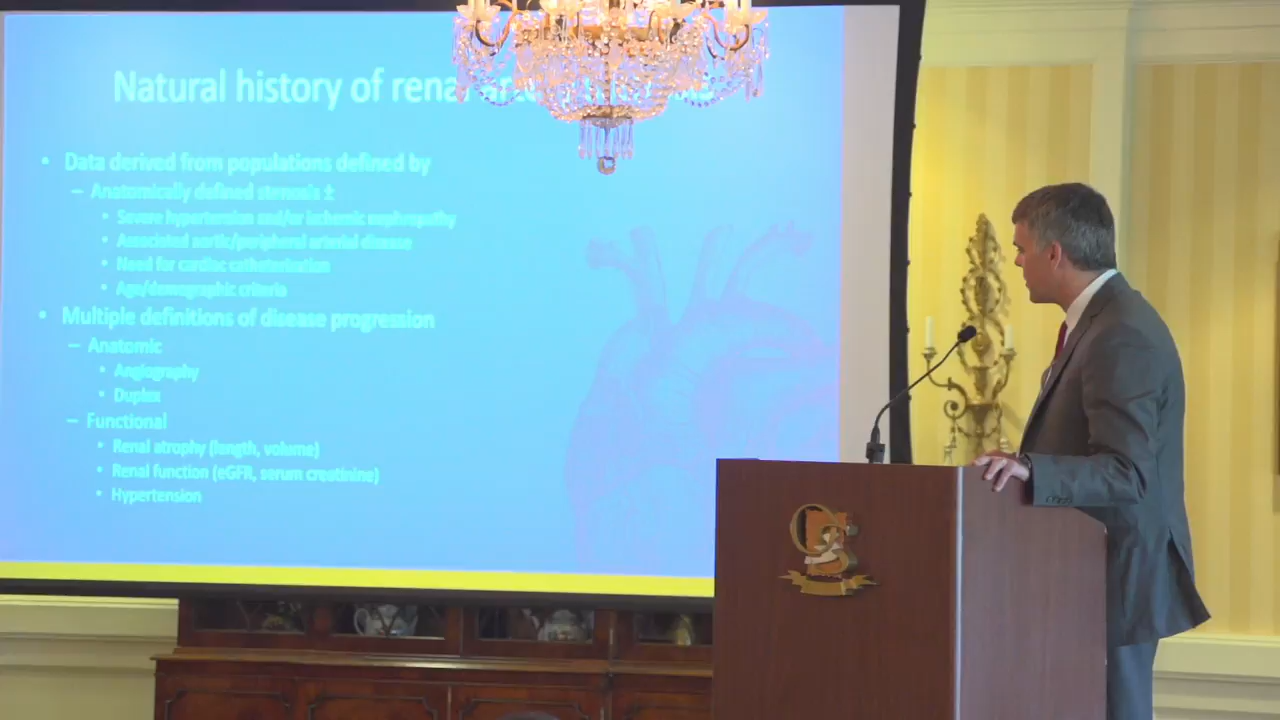 Natural history of renal
• Data derived from populations defined by
– Anatomically defined stenosis ±
• Severe hypertension and/or ischemic nephropathy
• Associated aortic/peripheral arterial disease
• Need for cardiac catheterization
• Age/demographic criteria
• Multiple definitions of disease progression
– Anatomic
• Angiography
• Duplex
– Functional
• Renal atrophy (length, volume)
• Renal function (eGFR, serum creatinine)
• Hypertension